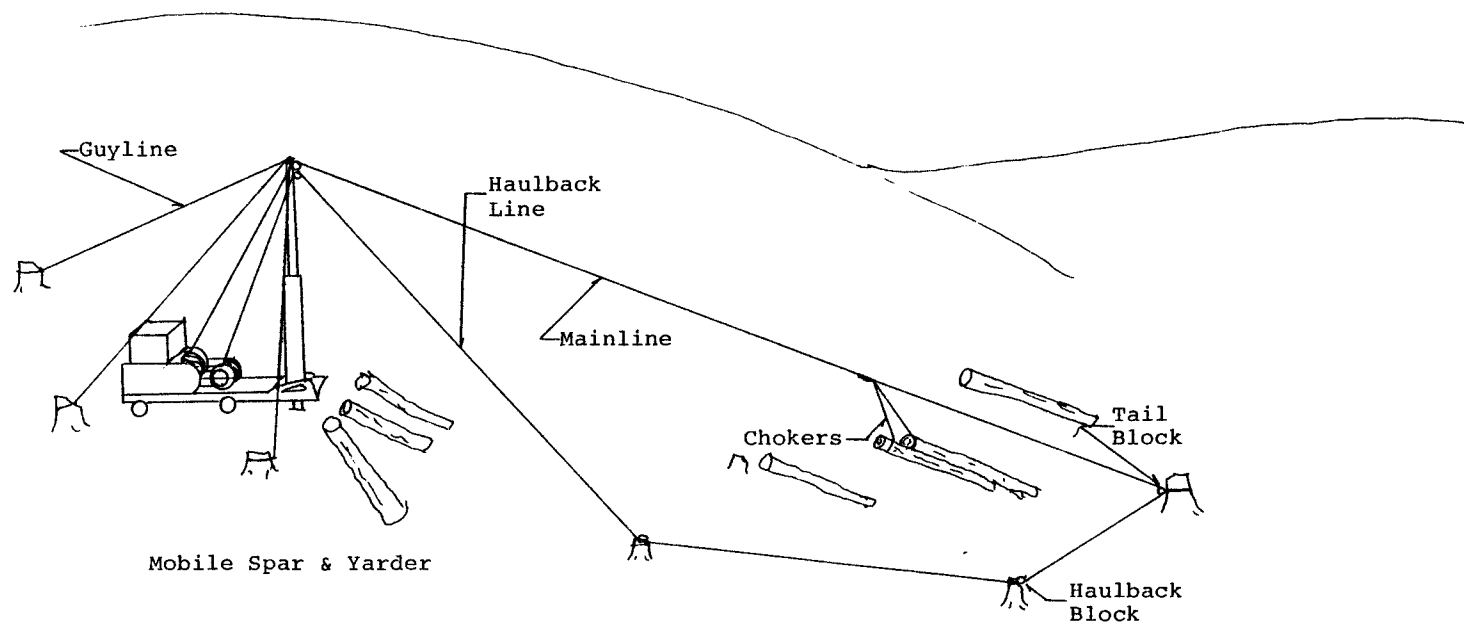 Guyline
Haulback
Line
Mainline
Chokers
Tail
Block
Mobile Spar & Yarder
Haulback
Block